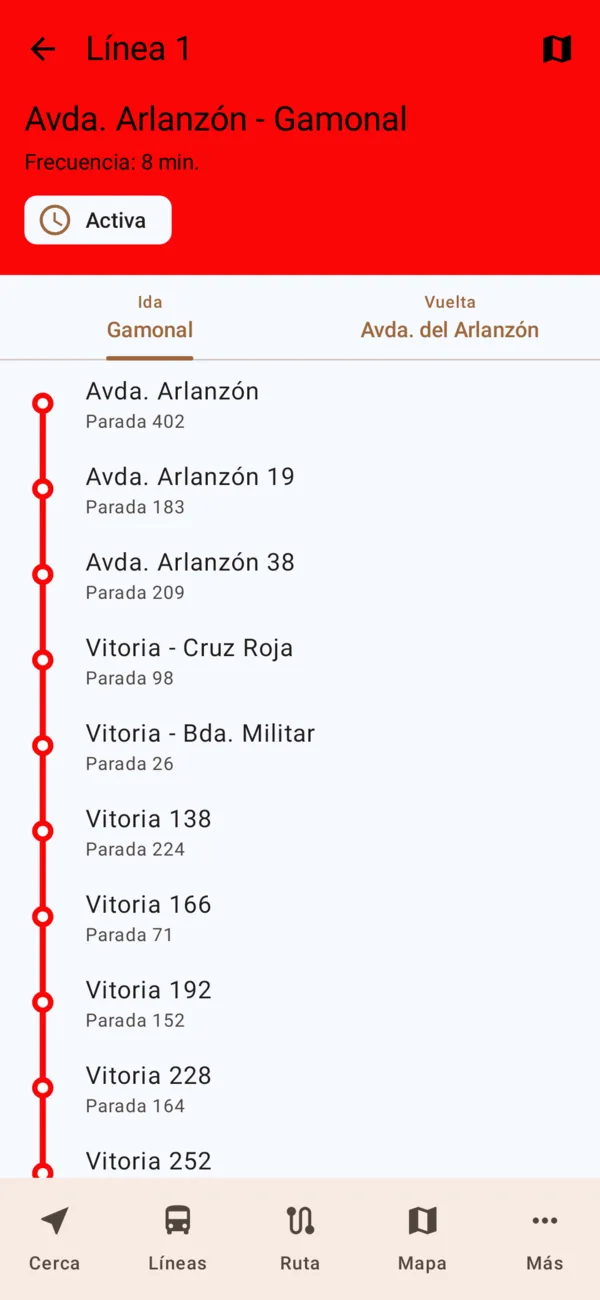 Línea 1
Avda. Arlanzón - Gamonal
Frecuencia: 8 min.
Activa
Ida
Gamonal
Vuelta
Avda. del Arlanzón
Avda. Arlanzón
Parada 402
Avda. Arlanzón 19
Parada 183
Avda. Arlanzón 38
Parada 209
Vitoria - Cruz Roja
Parada 98
Vitoria - Bda. Militar
Parada 26
Vitoria 138
Parada 224
Vitoria 166
Parada 71
Vitoria 192
Parada 152
Vitoria 228
Parada 164
Vitoria 252
Cerca
Líneas
Ruta
Mapa
Más